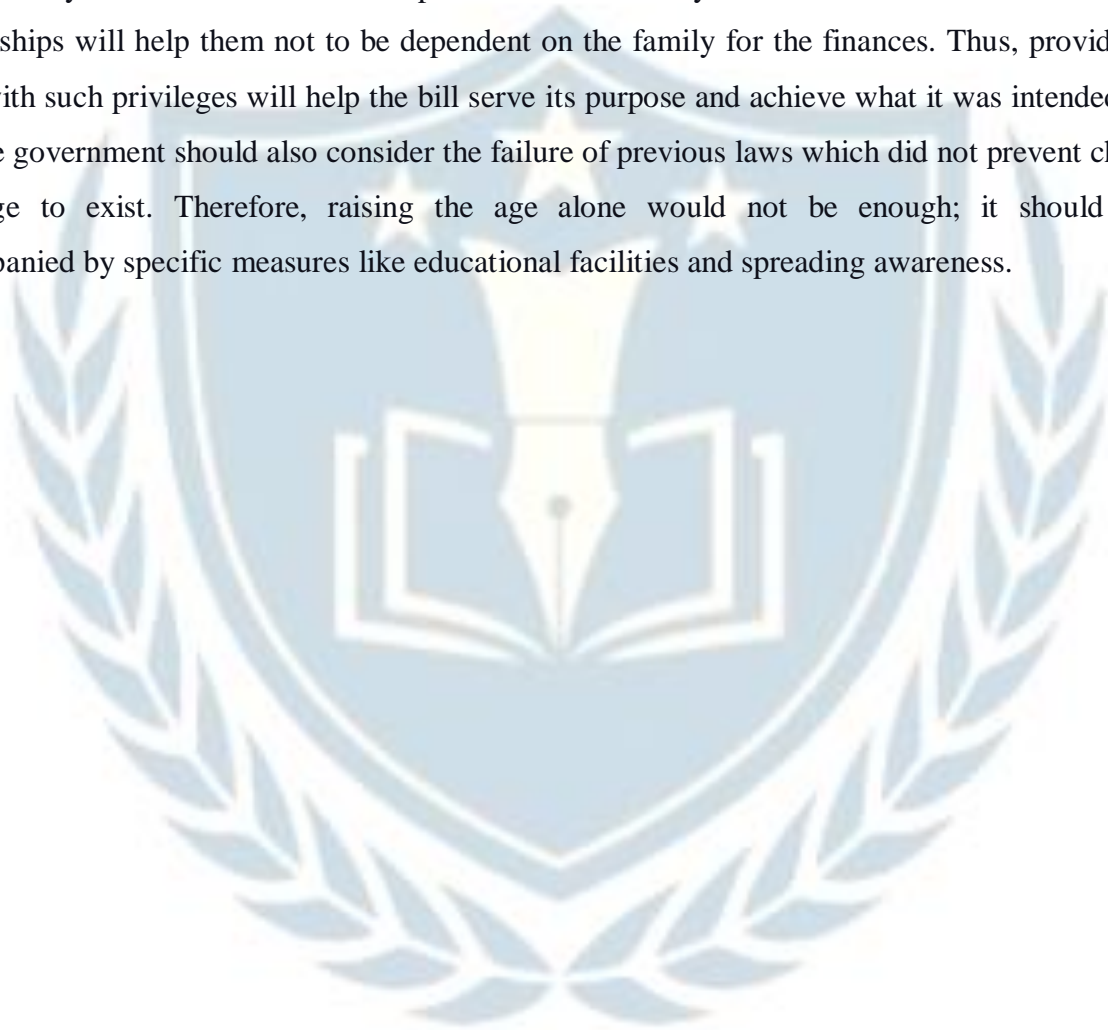 ships will help them not to be dependent on the family for the finances. Thus, provid
ith such privileges will help the bill serve its purpose and achieve what it was intended
government should also consider the failure of previous laws which did not prevent
ge to exist. Therefore, raising the age alone would not be enough; it should
panied by specific measures like educational facilities and spreading awareness.